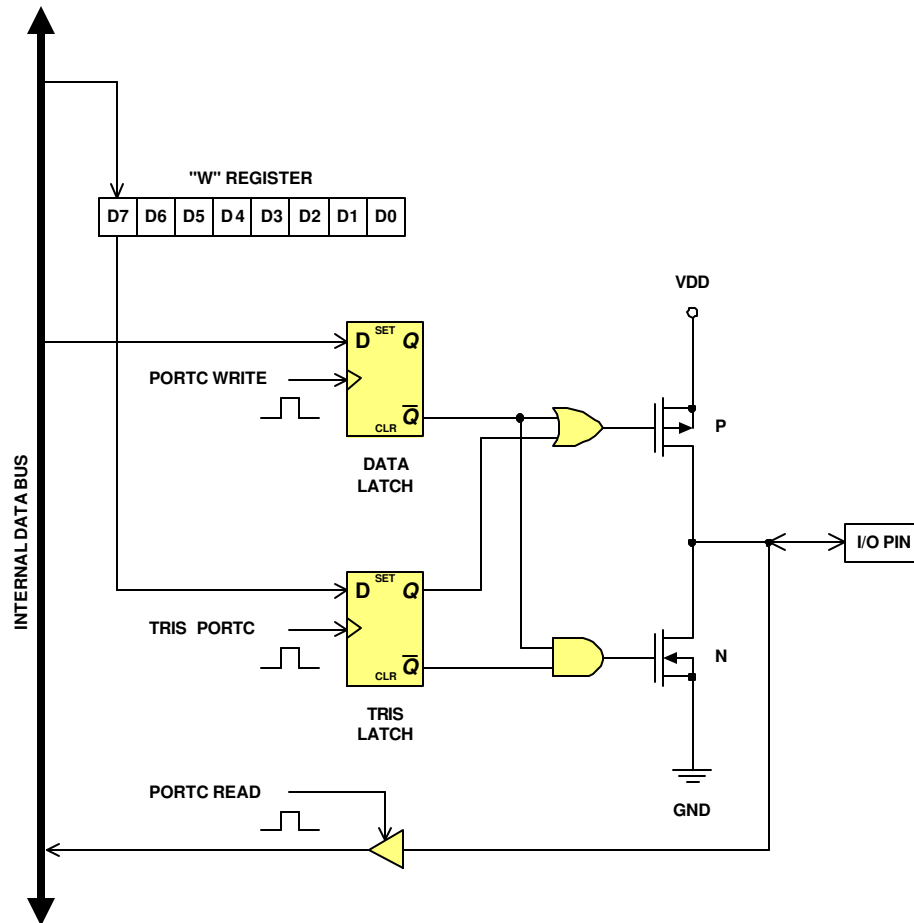 "W" REGISTER
D7 D6 D5 D4 D3 D2 D1 D0
VDD
D SET Q
PORTC WRITE
Q
CLR
P
DATA
LATCH
INTERNAL DATA BUS
I/O PIN
D SET Q
TRIS PORTC
N
Q
CLR
TRIS
LATCH
PORTC READ
GND